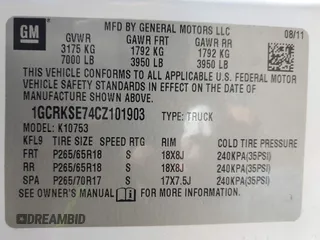 GM
MFD BY GENERAL MOTORS LLC
08/11
GVWR GAWR FRT GAWR RR
3175 KG 1792 KG 1792 KG
7000 LB 3950 LB 3950 LB
THIS VEHICLE CONFORMS TO ALL APPLICABLE U.S. FEDERAL MOTOR
VEHICLE SAFETY STANDARDS IN EFFECT ON THE DATE OF
MANUFACTURE SHOWN ABOVE.
1GCRKSE74CZ101903 TYPE: TRUCK
MODEL: K10753
KFL9 TIRE SIZE SPEED RTG RIM COLD TIRE PRESSURE
FRT P265/65R18 S 18X8J 240KPA(35PSI)
RR P265/65R18 S 18X8J 240KPA(35PSI)
SPA P265/70R17 S 17X7.5J 240KPA(35PSI)
SEE OWNER'S MANUAL FOR MORE INFORMATION.
DREAMBID